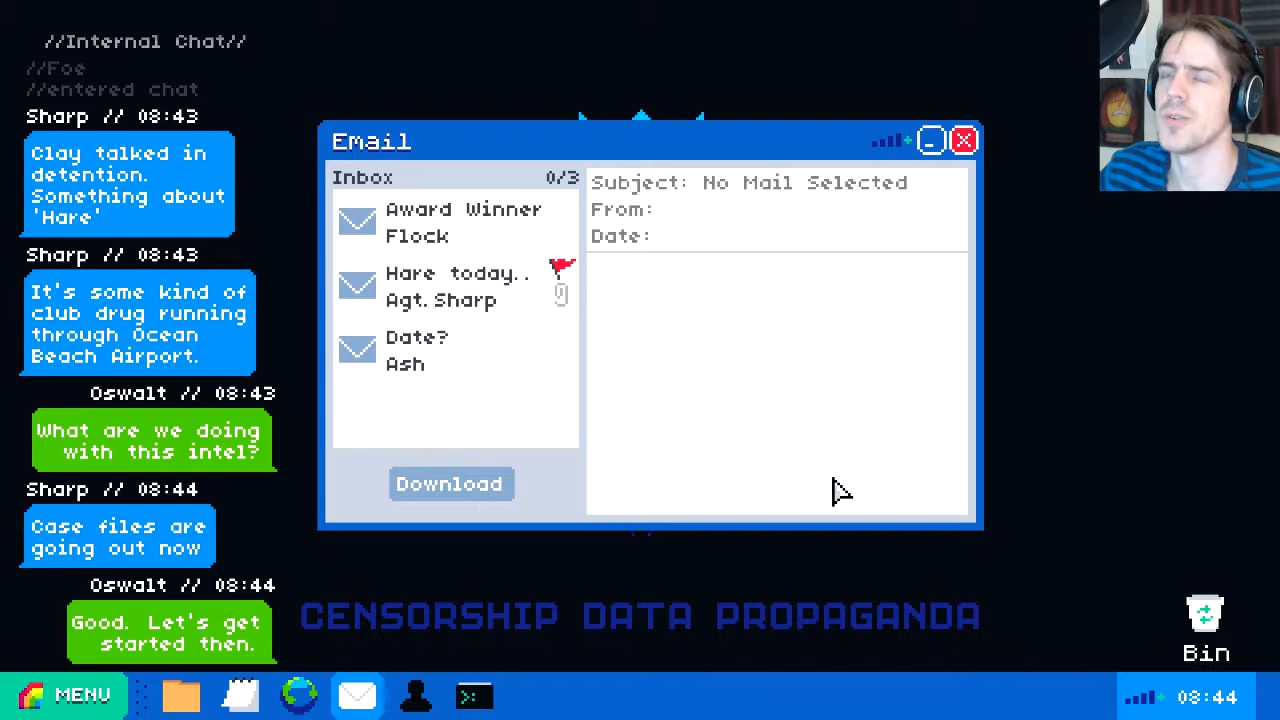 //Internal Chat//
//Foe
//entered chat
Sharp // 08:43
Clay talked in
detention.
Something about
'Hare'
Sharp // 08:43
It's some kind of
club drug running
through Ocean
Beach Airport.
Oswalt // 08:43
What are we doing
with this intel?
Sharp // 08:44
Case files are
going out now
Oswalt // 08:44
Good. Let's get
started then.
Email
Inbox 0/3
Award Winner
Flock
Hare today..
Agt.Sharp
Date?
Ash
Download
Subject: No Mail Selected
From:
Date:
CENSORSHIP DATA PROPAGANDA
Bin
MENU
08:44